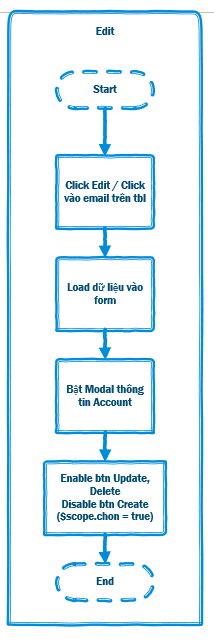 Edit
Start
Click Edit / Click
vào email trên tbl
Load dữ liệu vào
form
Bật Modal thông
tin Account
Enable btn Update,
Delete
Disable btn Create
($scope.chon = true)
End